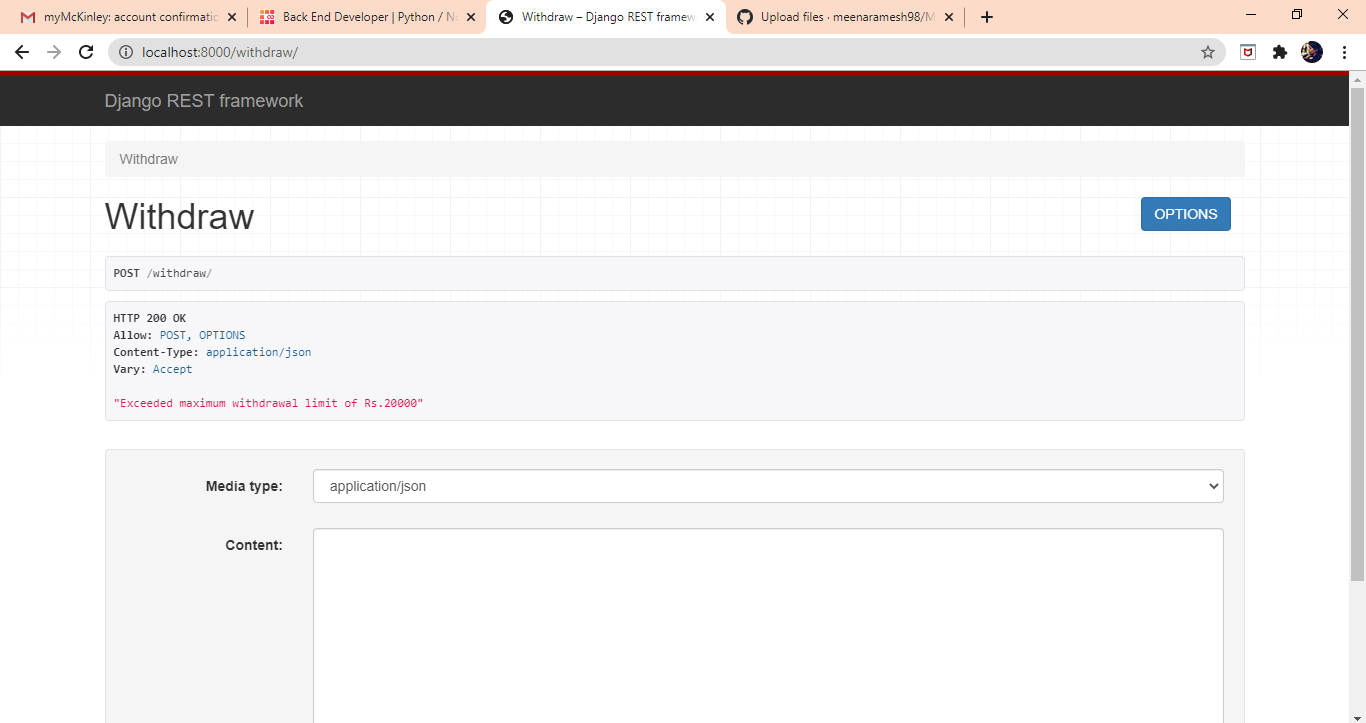 myMcKinley: account confirmatio
Back End Developer | Python / No
Withdraw – Django REST framew
Upload files · meenaramesh98/M
localhost:8000/withdraw/
Django REST framework
Withdraw
Withdraw
OPTIONS
POST /withdraw/
HTTP 200 OK
Allow: POST, OPTIONS
Content-Type: application/json
Vary: Accept
"Exceeded maximum withdrawal limit of Rs.20000"
Media type:
application/json
Content: